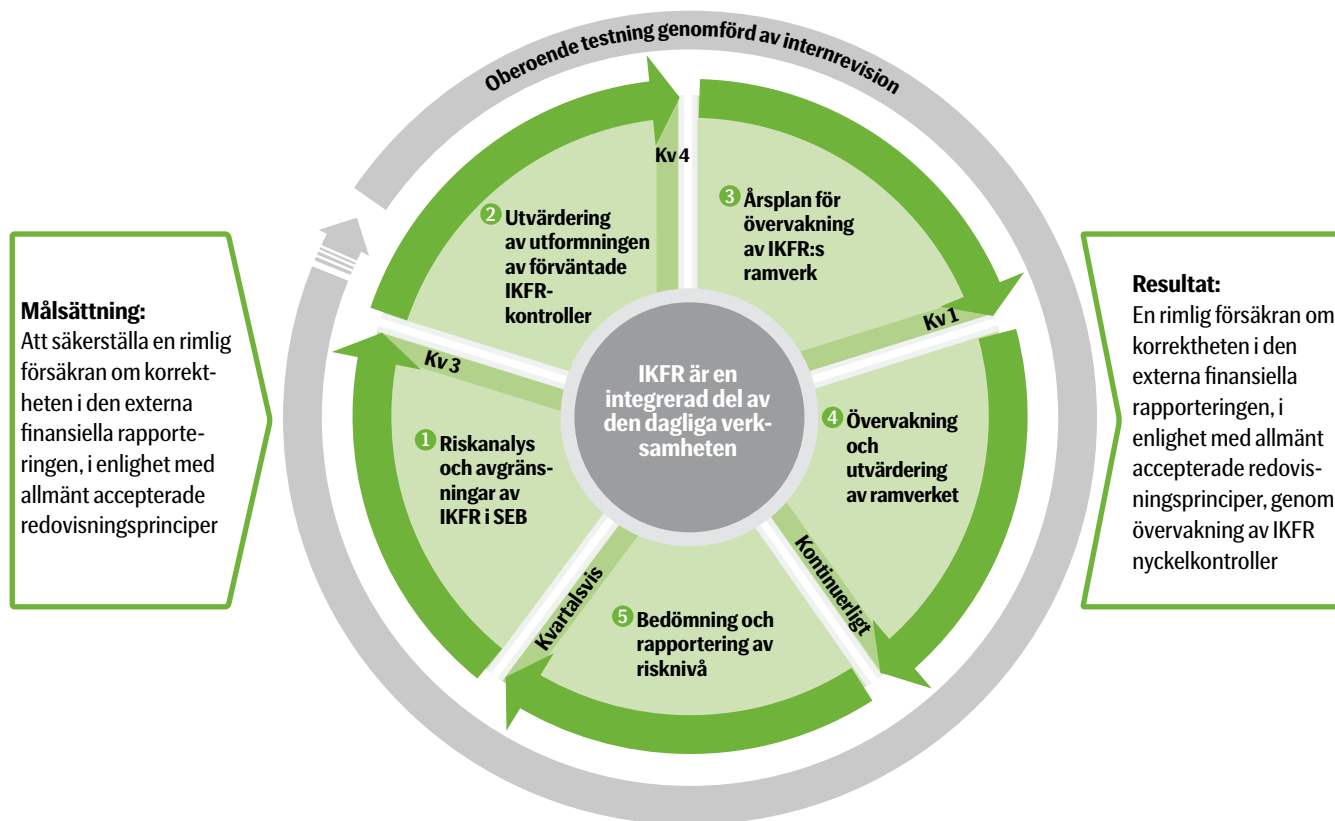 Oberoende testning genomförd av internrevision
Målsättning:
Att säkerställa en rimlig
försäkran om korrekt-
heten i den externa
finansiella rapporte-
ringen, i enlighet med
allmänt accepterade
redovisningsprinciper
1 Riskanalys
och avgräns-
ningar av
IKFR i SEB
Kv 3
2 Utvärdering
av utformningen
av förväntade
IKFR-
kontroller
Kv 4
3 Årsplan för
övervakning
av IKFR:s
ramverk
Kv 1
4 Övervakning
och
utvärdering
av ramverket
Kontinuerligt
5 Bedömning och
rapportering av
risknivå
Kvartalsvis
IKFR är en
integrerad del av
den dagliga verk-
samheten
Resultat:
En rimlig försäkran om
korrektheten i den
externa finansiella
rapporteringen, i
enlighet med allmänt
accepterade redovis-
ningsprinciper, genom
övervakning av IKFR
nyckelkontroller